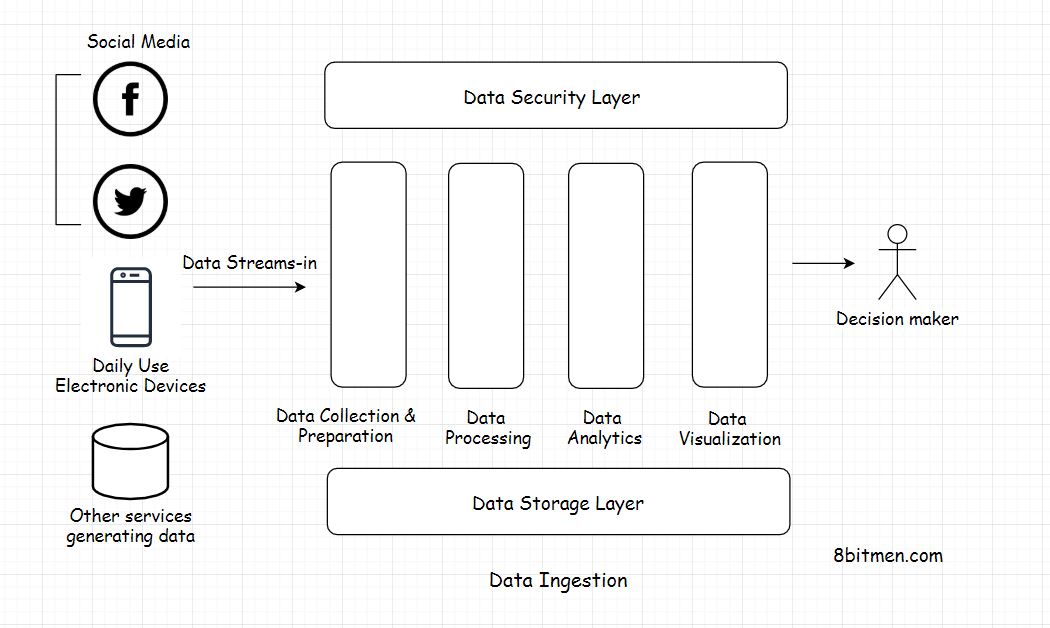 Social Media
Data Security Layer
Data Streams-in
Daily Use
Electronic Devices
Decision maker
Data Collection &
Preparation
Data
Processing
Data
Analytics
Data
Visualization
Data Storage Layer
Other services
generating data
8bitmen.com
Data Ingestion